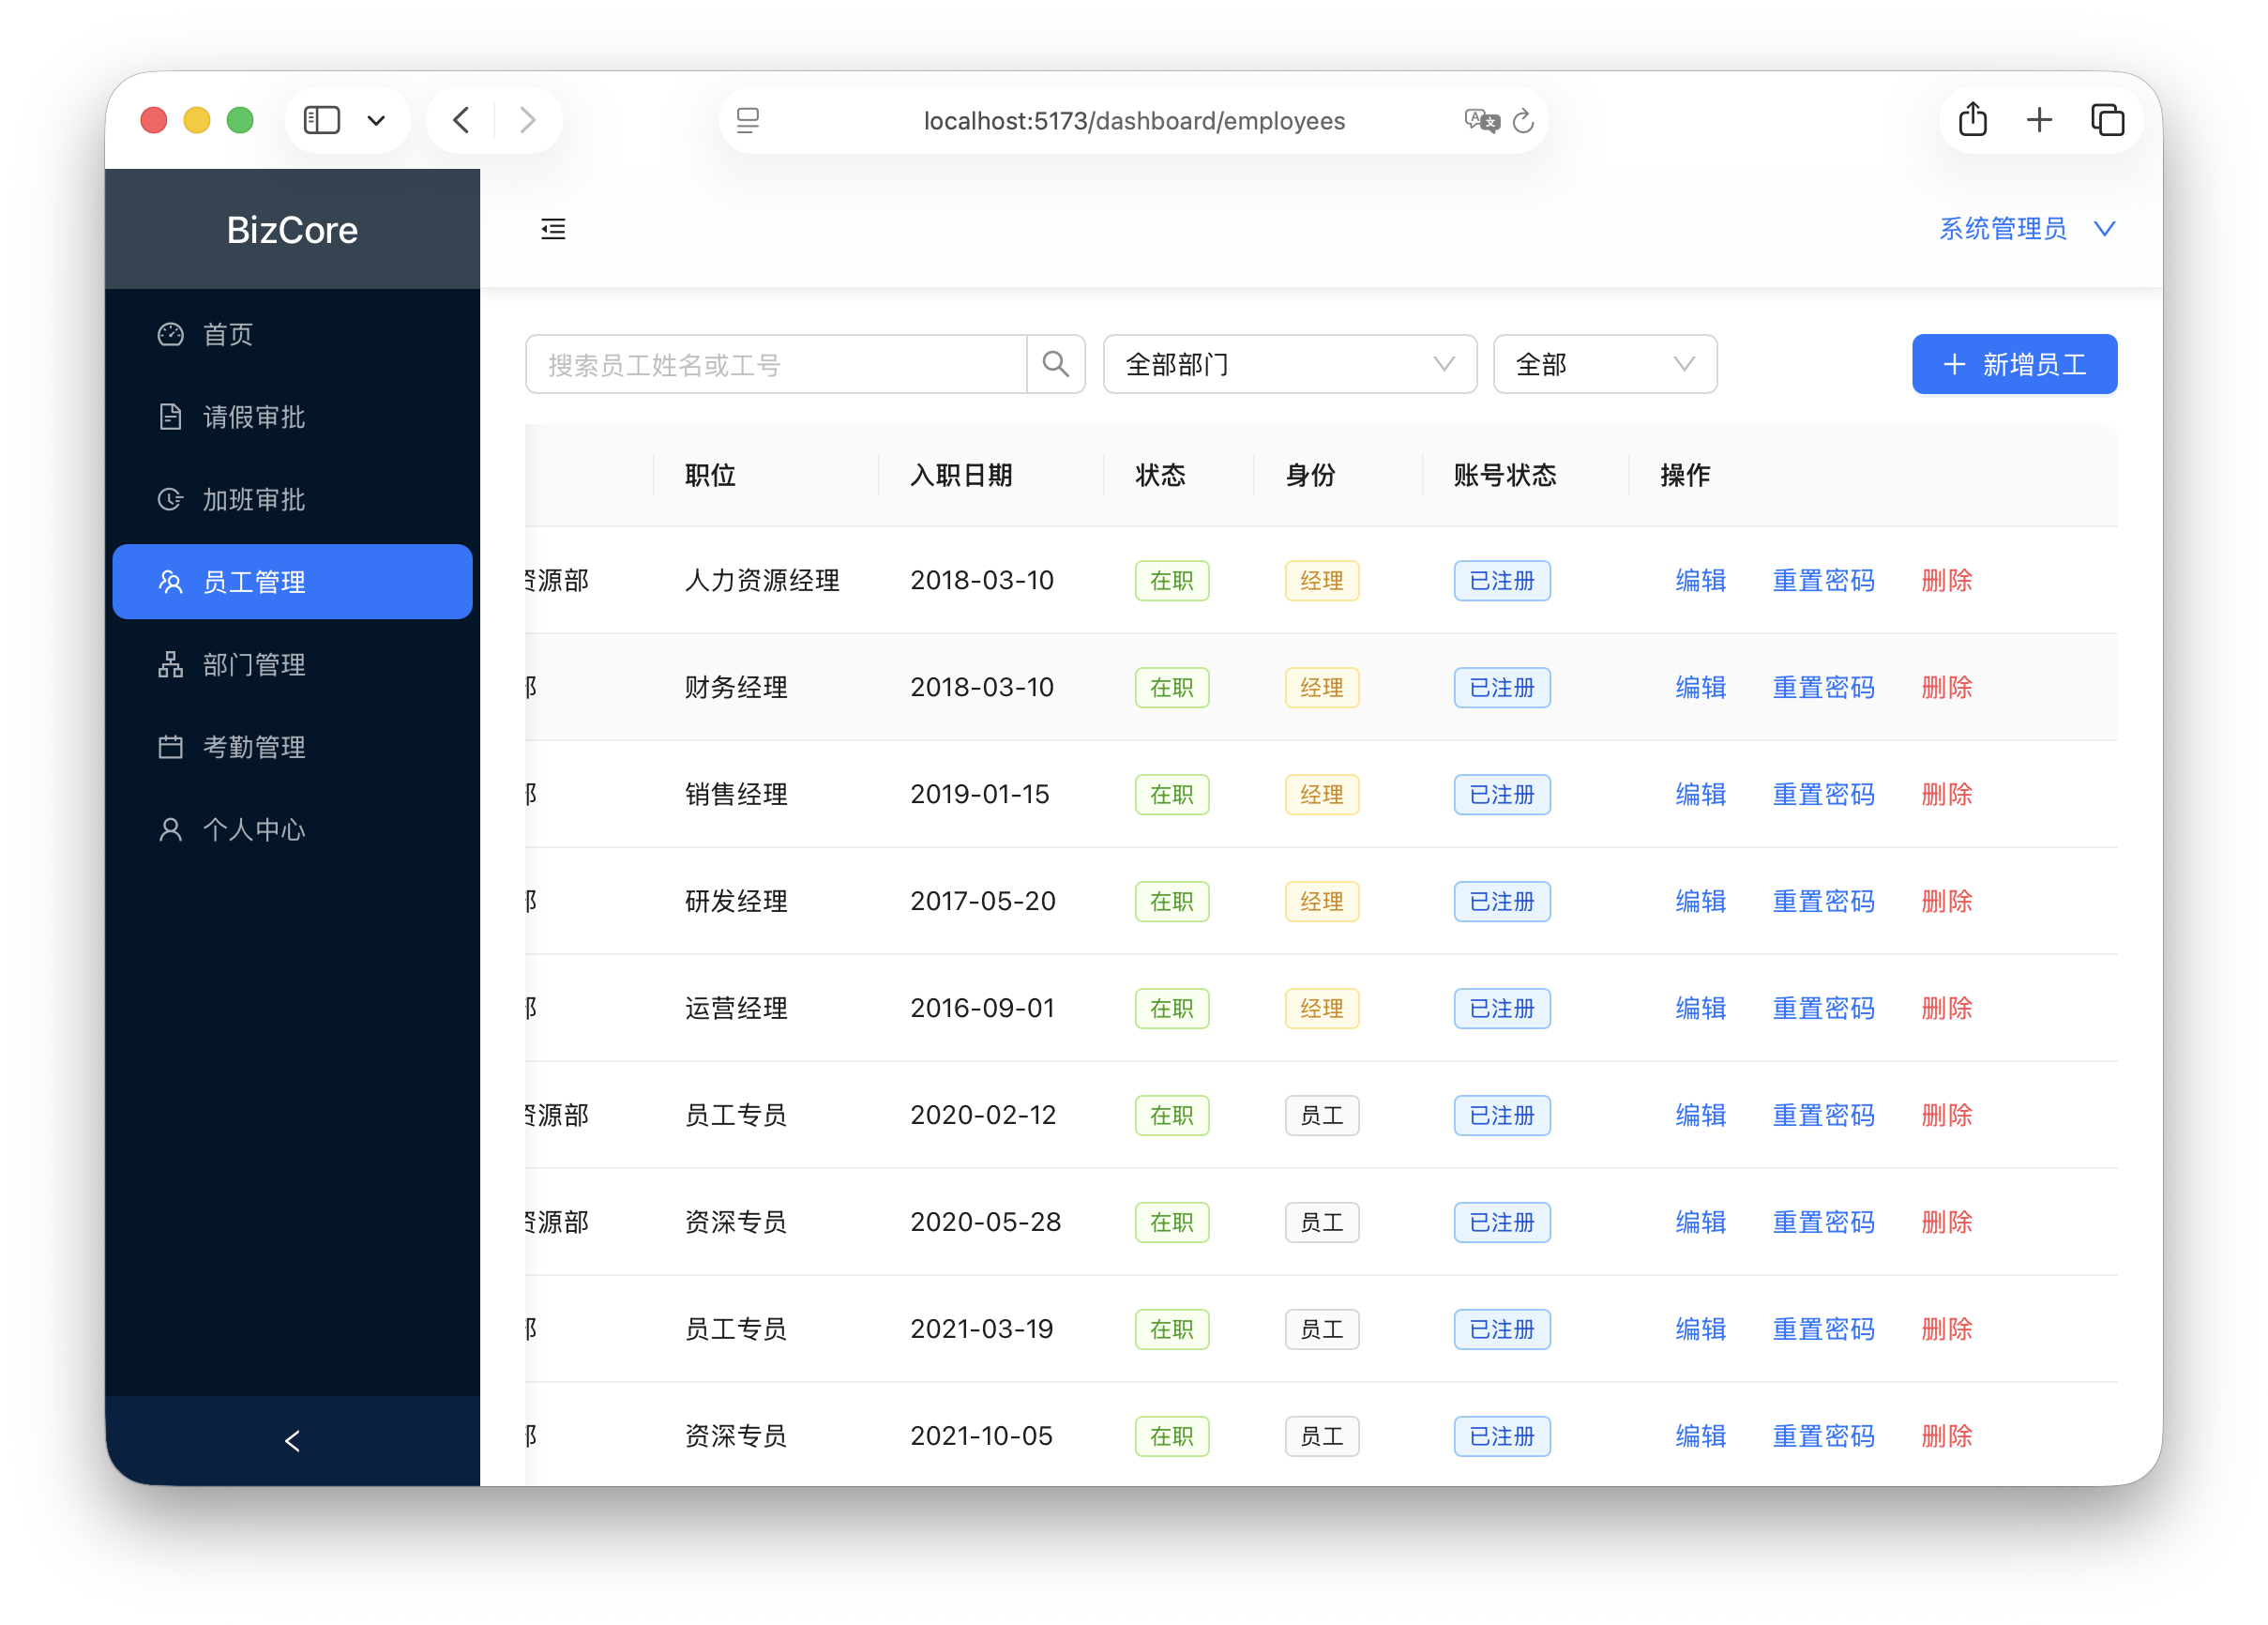 localhost:5173/dashboard/employees
BizCore
系统管理员
首页
请假审批
加班审批
员工管理
部门管理
考勤管理
个人中心
搜索员工姓名或工号 全部部门 全部 新增员工
职位 入职日期 状态 身份 账号状态 操作
资源部 人力资源经理 2018-03-10 在职 经理 已注册 编辑 重置密码 删除
部 财务经理 2018-03-10 在职 经理 已注册 编辑 重置密码 删除
部 销售经理 2019-01-15 在职 经理 已注册 编辑 重置密码 删除
部 研发经理 2017-05-20 在职 经理 已注册 编辑 重置密码 删除
部 运营经理 2016-09-01 在职 经理 已注册 编辑 重置密码 删除
资源部 员工专员 2020-02-12 在职 员工 已注册 编辑 重置密码 删除
资源部 资深专员 2020-05-28 在职 员工 已注册 编辑 重置密码 删除
部 员工专员 2021-03-19 在职 员工 已注册 编辑 重置密码 删除
部 资深专员 2021-10-05 在职 员工 已注册 编辑 重置密码 删除